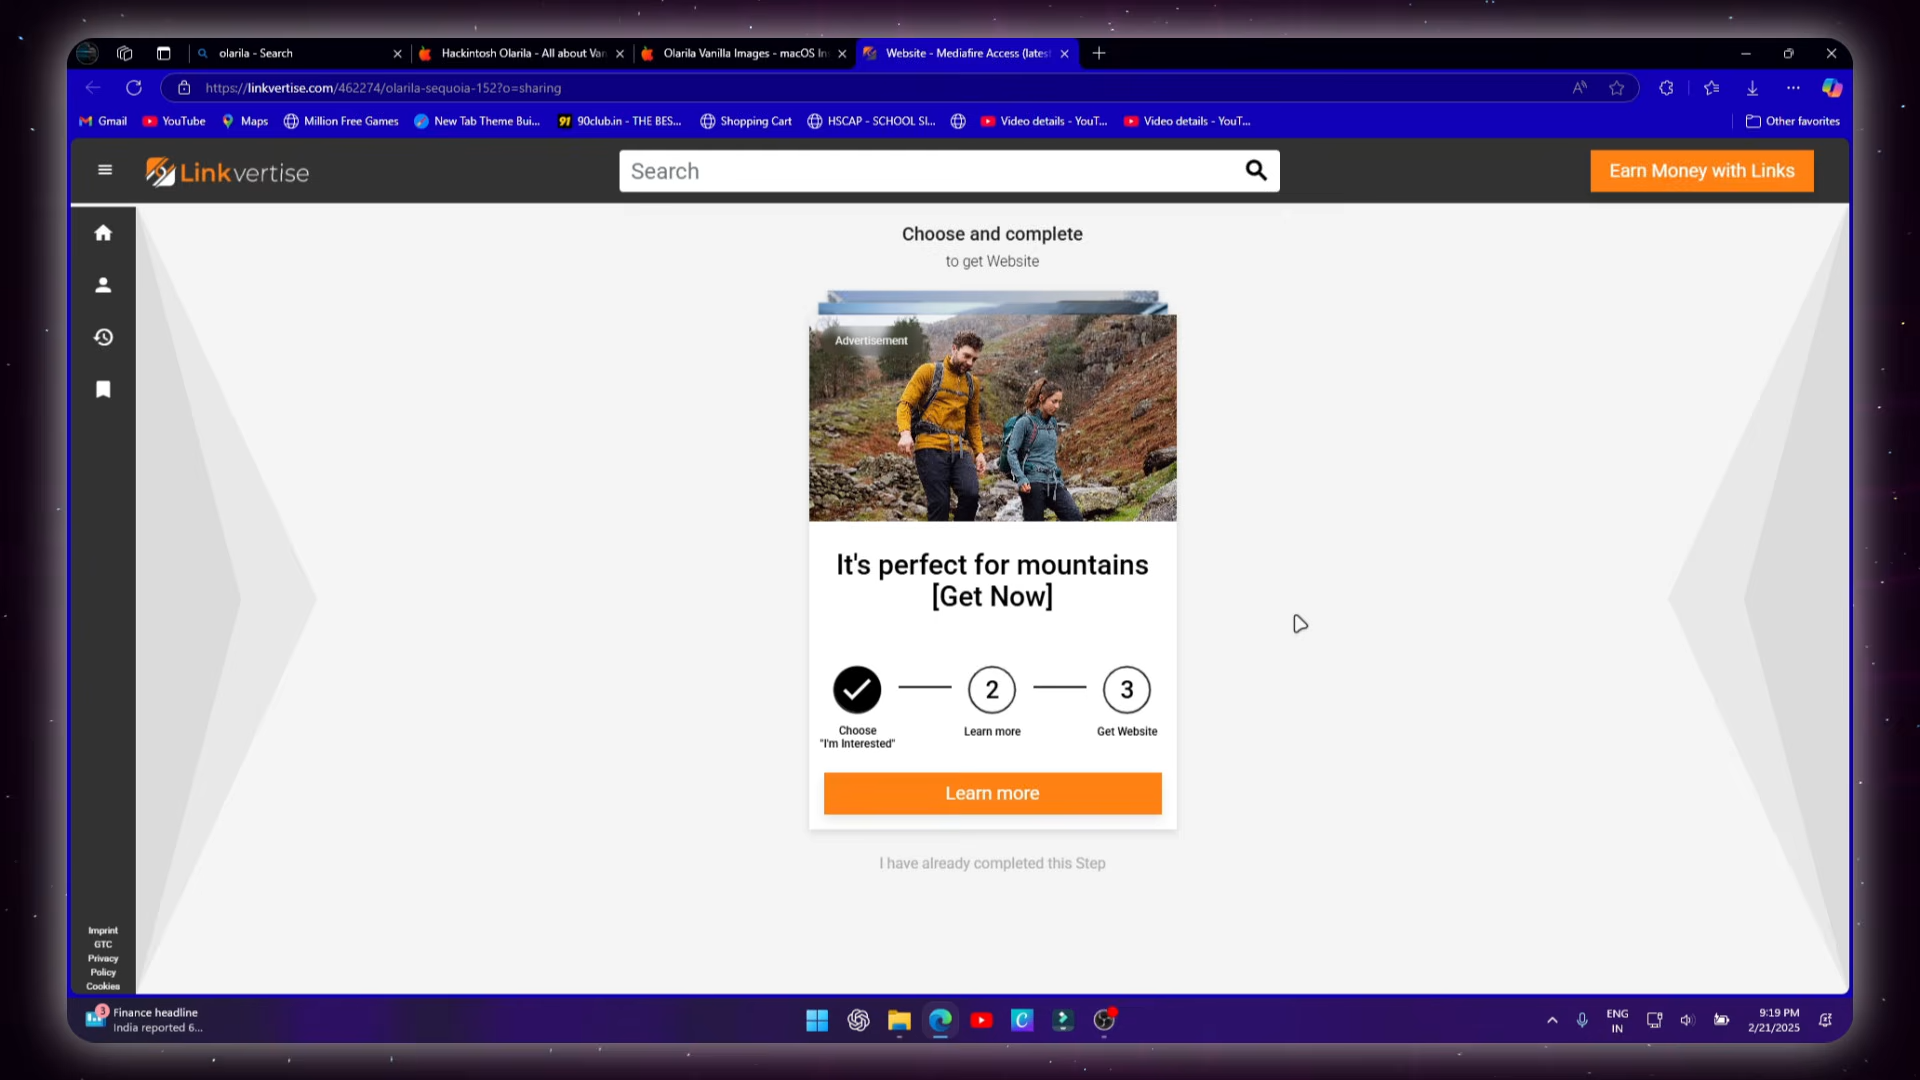 olarila - Search
Hackintosh Olarila - All about Van
Olarila Vanilla Images - macOS In
Website - Mediafire Access (latest
https://linkvertise.com/462274/olarila-sequoia-152?o=sharing
Gmail
YouTube
Maps
Million Free Games
New Tab Theme Bui...
91
90club.in - THE BES...
Shopping Cart
HSCAP - SCHOOL SI...
Video details - YouT...
Video details - YouT...
Other favorites
Linkvertise
Search
Earn Money with Links
Choose and complete
to get Website
Advertisement
It's perfect for mountains
[Get Now]
2
3
Choose
"I'm Interested"
Learn more
Get Website
Learn more
I have already completed this Step
Imprint
GTC
Privacy
Policy
Cookies
3
Finance headline
India reported 6...
ENG
IN
9:19 PM
2/21/2025